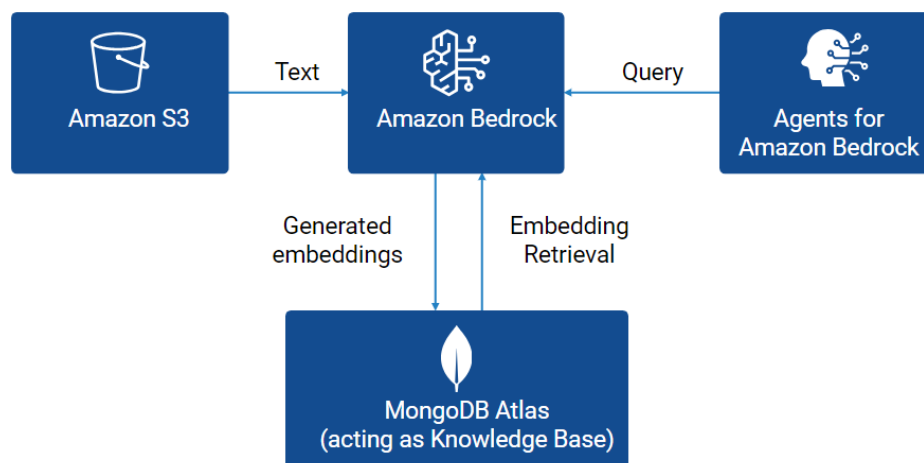 Amazon S3
Text
Amazon Bedrock
Query
Agents for
Amazon Bedrock
Generated
embeddings
Embedding
Retrieval
MongoDB Atlas
(acting as Knowledge Base)